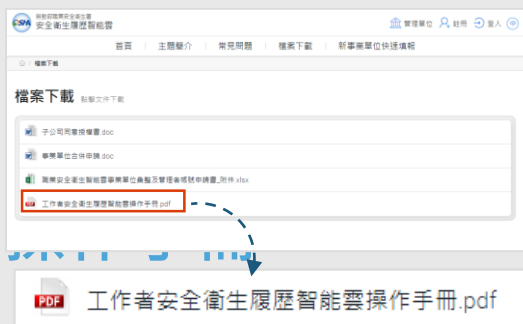 OSHA 勞動部職業安全衛生署
安全衛生履歷智能雲
管理單位 註冊 登入
首頁 主題簡介 常見問題 檔案下載 新事業單位快速填報
檔案下載
檔案下載 點擊文件下載
子公司同意授權書.doc
事業單位合併申請.doc
職業安全衛生智能雲事業單位彙整及管理者帳號申請書_附件.xlsx
工作者安全衛生履歷智能雲操作手冊.pdf
PDF 工作者安全衛生履歷智能雲操作手冊.pdf